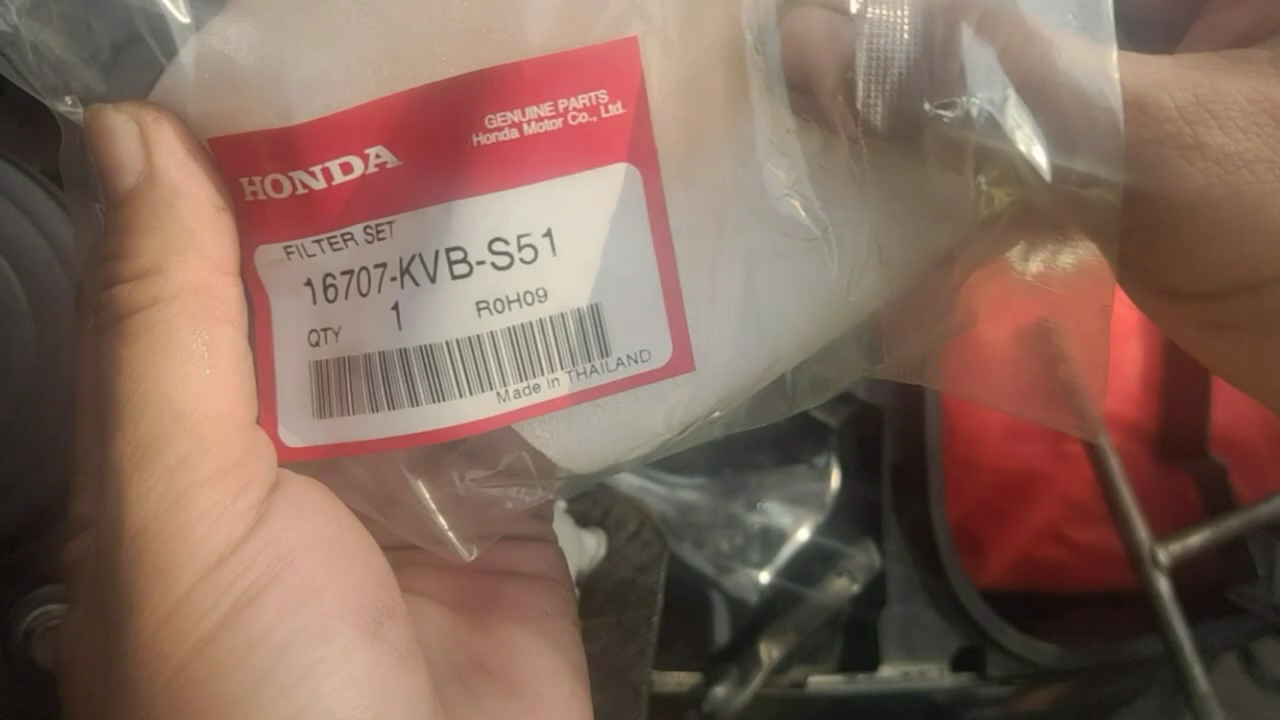 HONDA
GENUINE PARTS
Honda Motor Co., Ltd.
FILTER SET
16707-KVB-S51
QTY 1 R0H09
Made in THAILAND